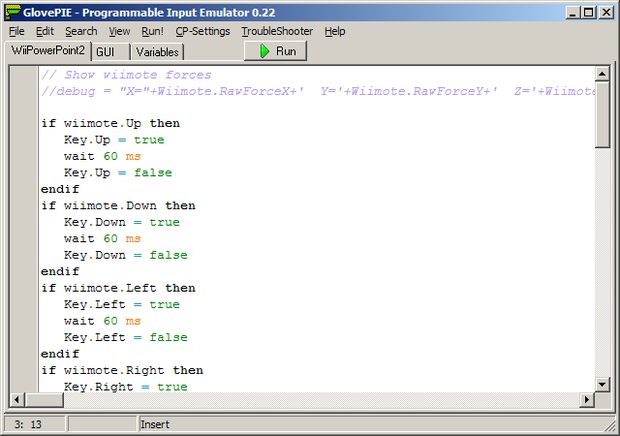 GlovePIE - Programmable Input Emulator 0.22
File Edit Search View Run! CP-Settings TroubleShooter Help
WiiPowerPoint2 GUI Variables Run
// Show wiimote forces
//debug = "X="+Wiimote.RawForceX+'  Y='+Wiimote.RawForceY+'  Z='+Wiimote
if wiimote.Up then
   Key.Up = true
   wait 60 ms
   Key.Up = false
endif
if wiimote.Down then
   Key.Down = true
   wait 60 ms
   Key.Down = false
endif
if wiimote.Left then
   Key.Left = true
   wait 60 ms
   Key.Left = false
endif
if wiimote.Right then
   Key.Right = true
3: 13 Insert